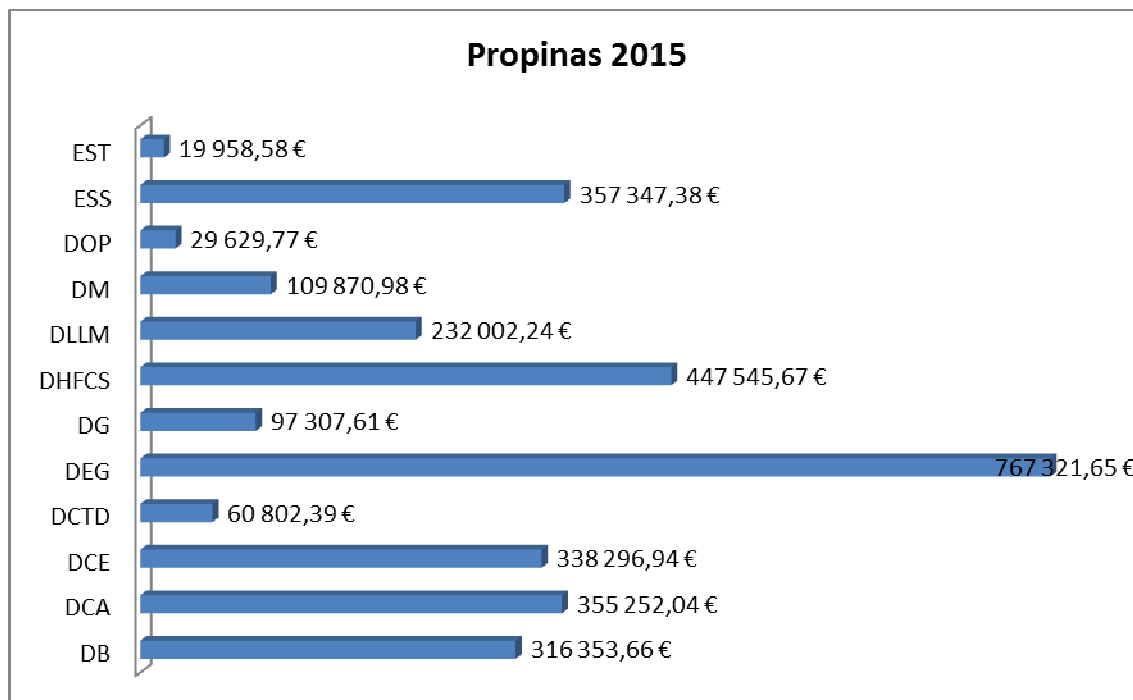 Propinas 2015
EST 19 958,58 €
ESS 357 347,38 €
DOP 29 629,77 €
DM 109 870,98 €
DLLM 232 002,24 €
DHFCS 447 545,67 €
DG 97 307,61 €
DEG 767 321,65 €
DCTD 60 802,39 €
DCE 338 296,94 €
DCA 355 252,04 €
DB 316 353,66 €